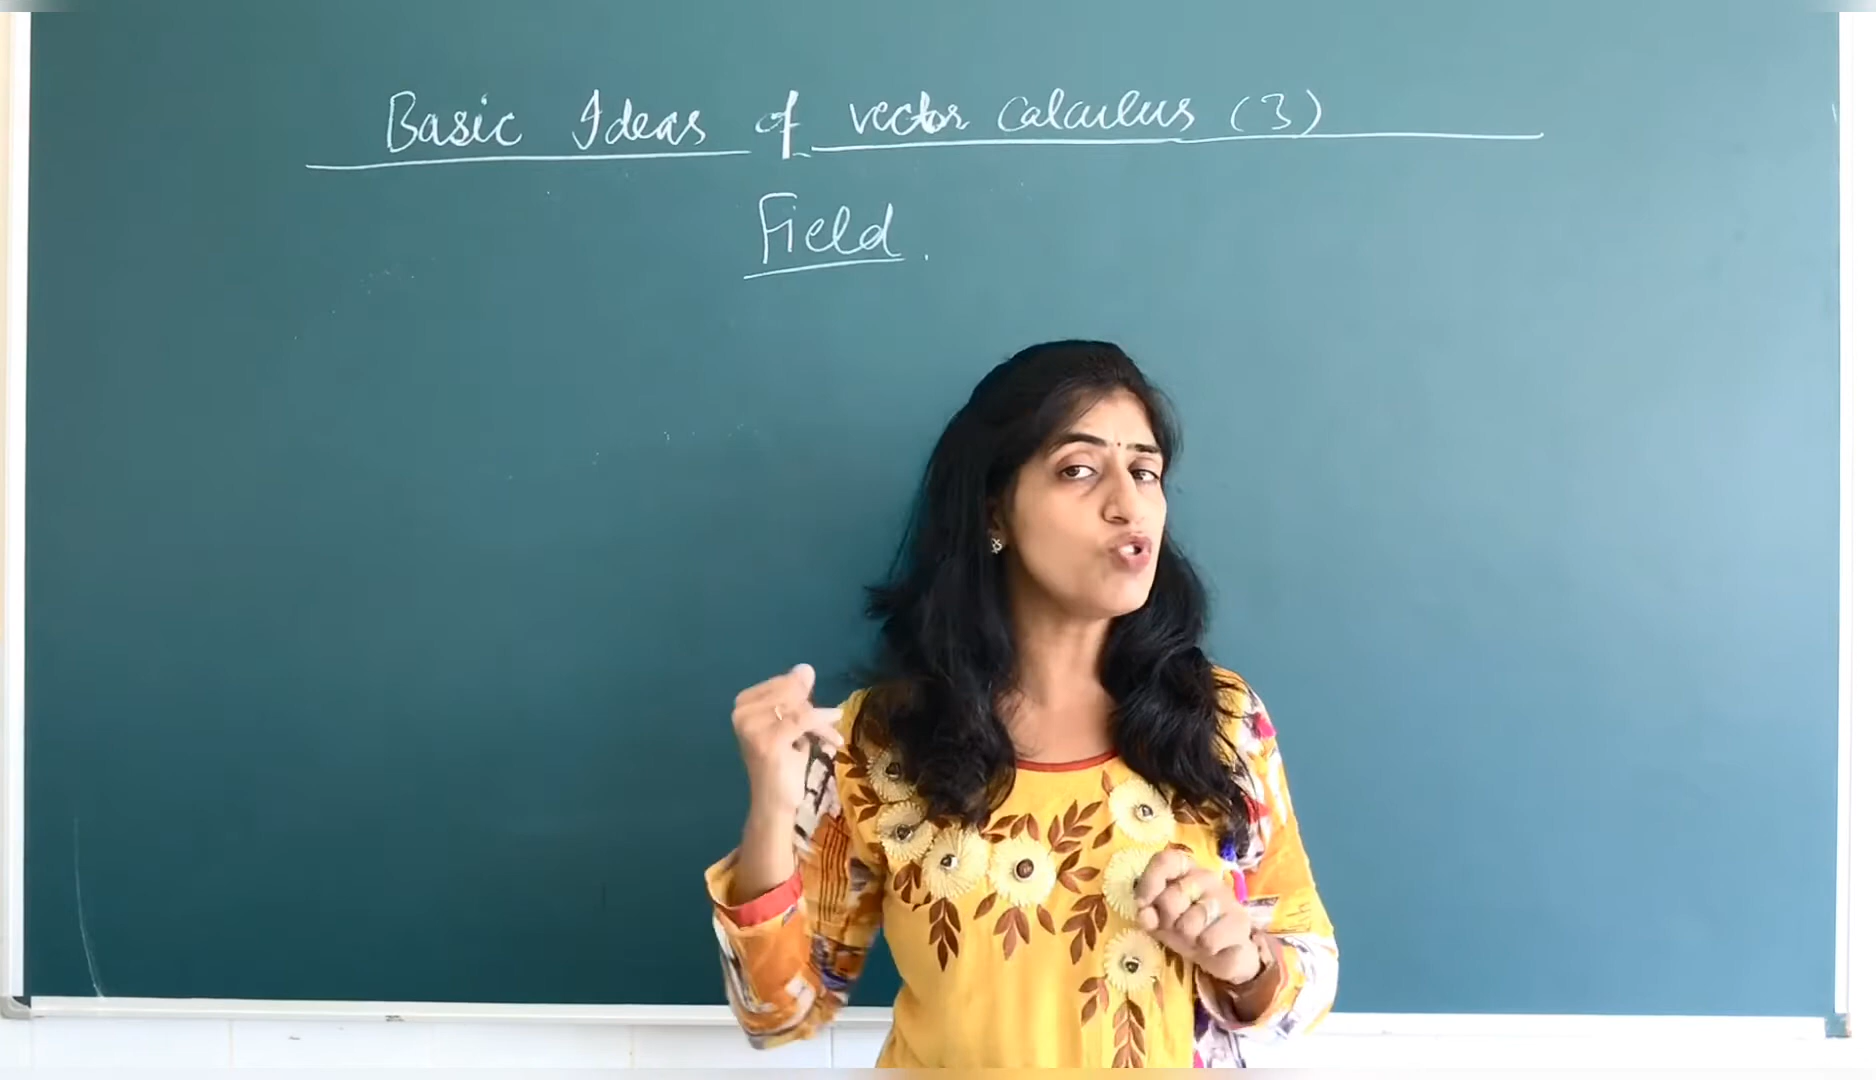 Basic Ideas of vector calculus (3)
Field.